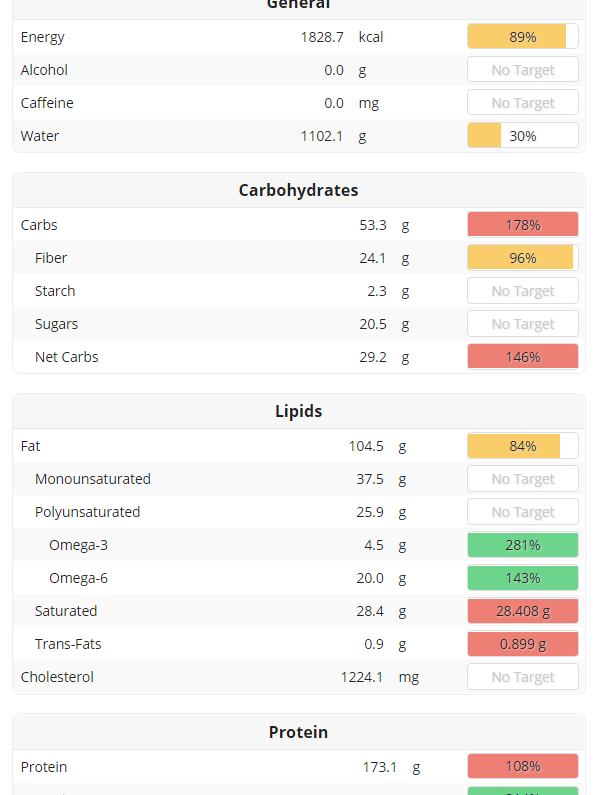 General
Energy 1828.7 kcal 89%
Alcohol 0.0 g No Target
Caffeine 0.0 mg No Target
Water 1102.1 g 30%
Carbohydrates
Carbs 53.3 g 178%
Fiber 24.1 g 96%
Starch 2.3 g No Target
Sugars 20.5 g No Target
Net Carbs 29.2 g 146%
Lipids
Fat 104.5 g 84%
Monounsaturated 37.5 g No Target
Polyunsaturated 25.9 g No Target
Omega-3 4.5 g 281%
Omega-6 20.0 g 143%
Saturated 28.4 g 28.408 g
Trans-Fats 0.9 g 0.899 g
Cholesterol 1224.1 mg No Target
Protein
Protein 173.1 g 108%